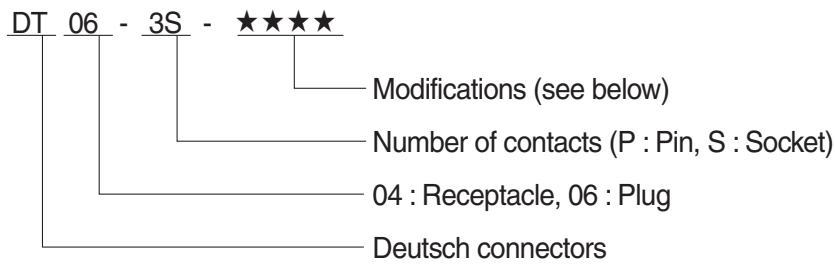 DT 06 - 3S - ★★★★
Modifications (see below)
Number of contacts (P : Pin, S : Socket)
04 : Receptacle, 06 : Plug
Deutsch connectors